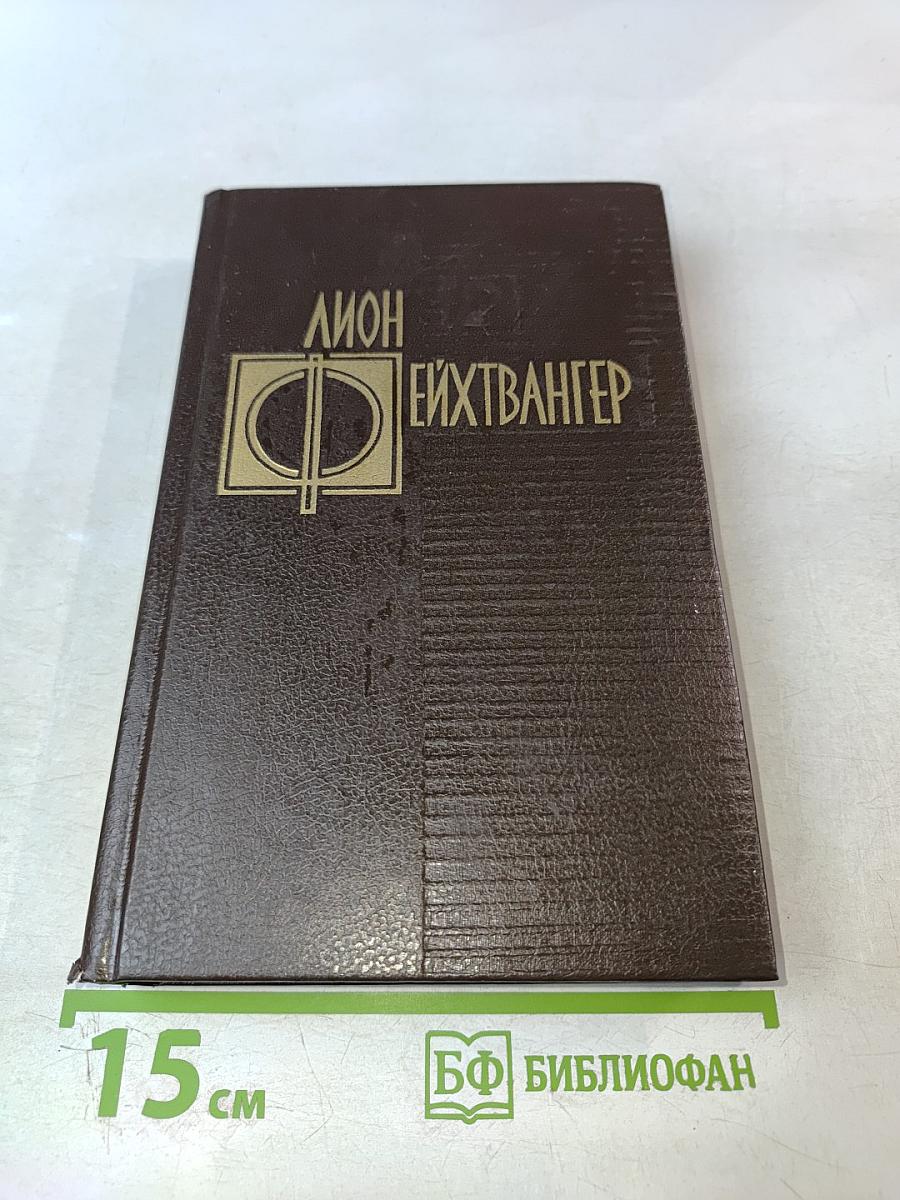 ЛИОН
ФЕЙХТВАНГЕР
15 см
БФ БИБЛИОФАН